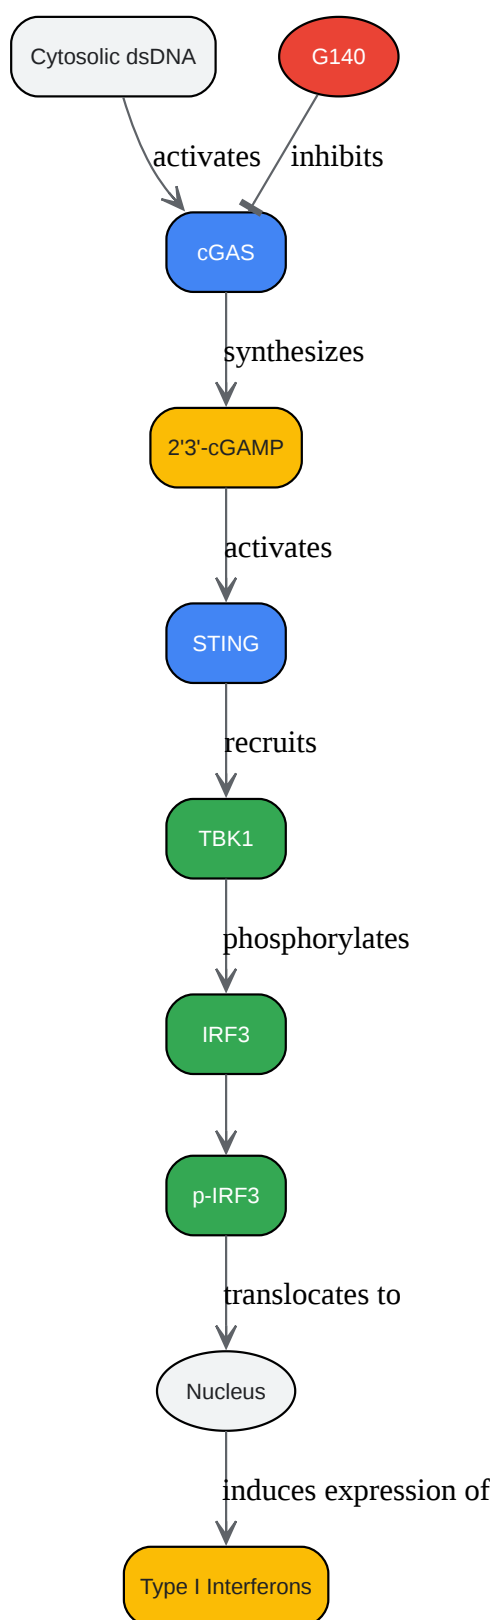 Cytosolic dsDNA
G140
activates
inhibits
cGAS
synthesizes
2'3'-cGAMP
activates
STING
recruits
TBK1
phosphorylates
IRF3
p-IRF3
translocates to
Nucleus
induces expression of
Type I Interferons